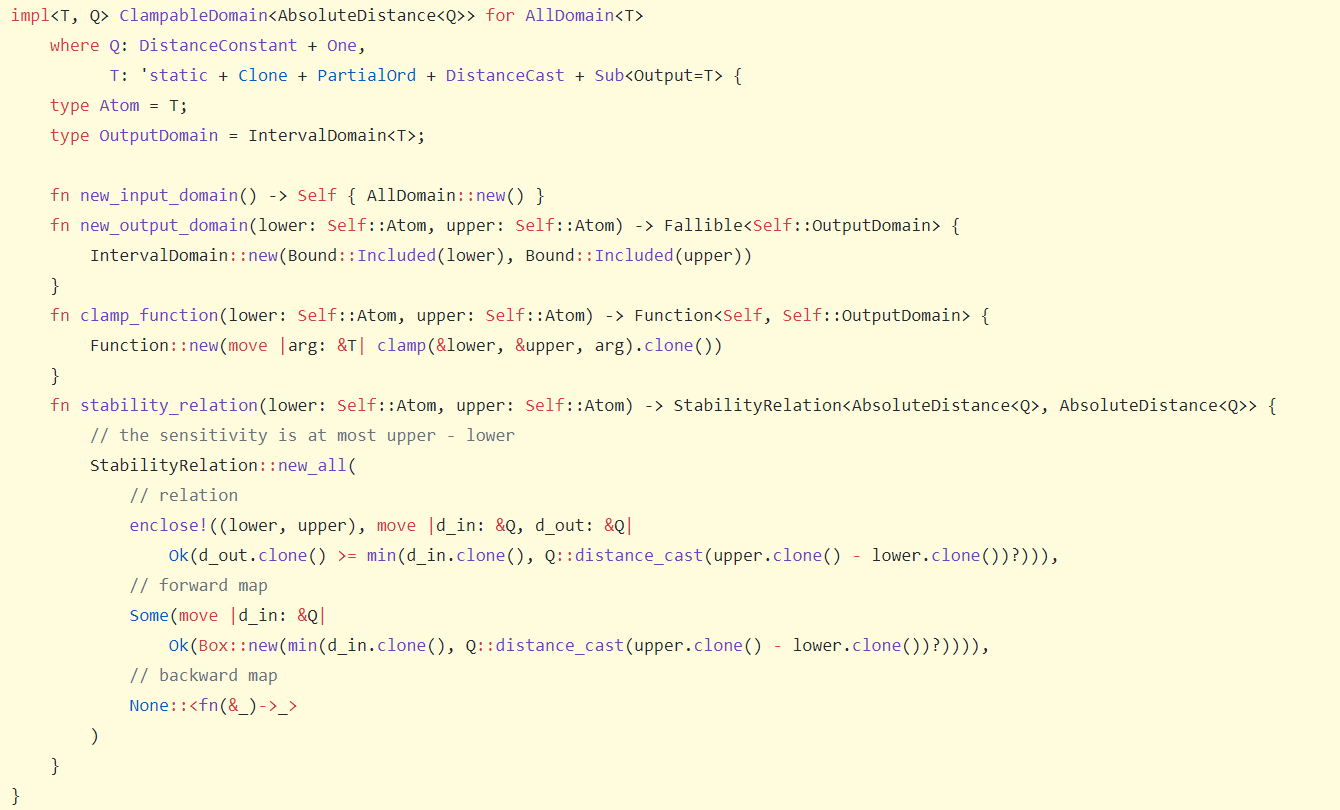 impl<T, Q> ClampableDomain<AbsoluteDistance<Q>> for AllDomain<T>
    where Q: DistanceConstant + One,
          T: 'static + Clone + PartialOrd + DistanceCast + Sub<Output=T> {
    type Atom = T;
    type OutputDomain = IntervalDomain<T>;

    fn new_input_domain() -> Self { AllDomain::new() }
    fn new_output_domain(lower: Self::Atom, upper: Self::Atom) -> Fallible<Self::OutputDomain> {
        IntervalDomain::new(Bound::Included(lower), Bound::Included(upper))
    }
    fn clamp_function(lower: Self::Atom, upper: Self::Atom) -> Function<Self, Self::OutputDomain> {
        Function::new(move |arg: &T| clamp(&lower, &upper, arg).clone())
    }
    fn stability_relation(lower: Self::Atom, upper: Self::Atom) -> StabilityRelation<AbsoluteDistance<Q>, AbsoluteDistance<Q>> {
        // the sensitivity is at most upper - lower
        StabilityRelation::new_all(
            // relation
            enclose!((lower, upper), move |d_in: &Q, d_out: &Q|
                Ok(d_out.clone() >= min(d_in.clone(), Q::distance_cast(upper.clone() - lower.clone())?))),
            // forward map
            Some(move |d_in: &Q|
                Ok(Box::new(min(d_in.clone(), Q::distance_cast(upper.clone() - lower.clone())?)))),
            // backward map
            None::<fn(&_)->_>
        )
    }
}